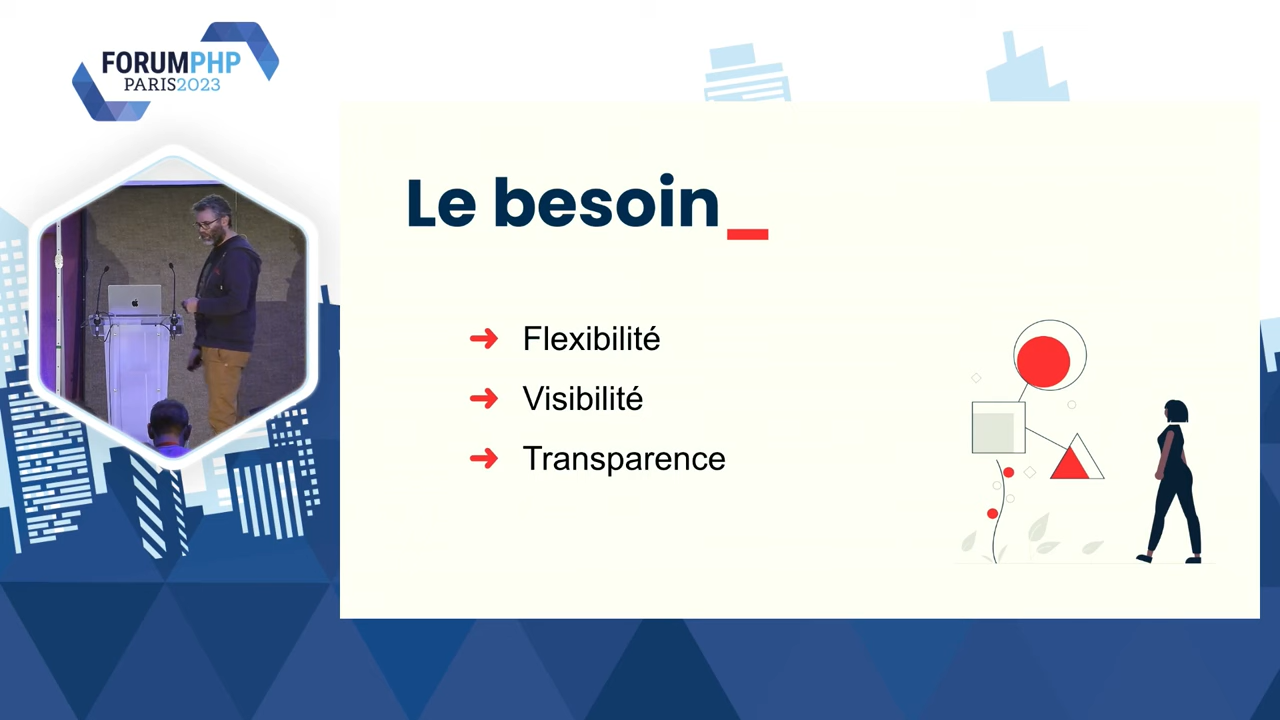 FORUMPHP
PARIS2023
Le besoin_
➜ Flexibilité
➜ Visibilité
➜ Transparence